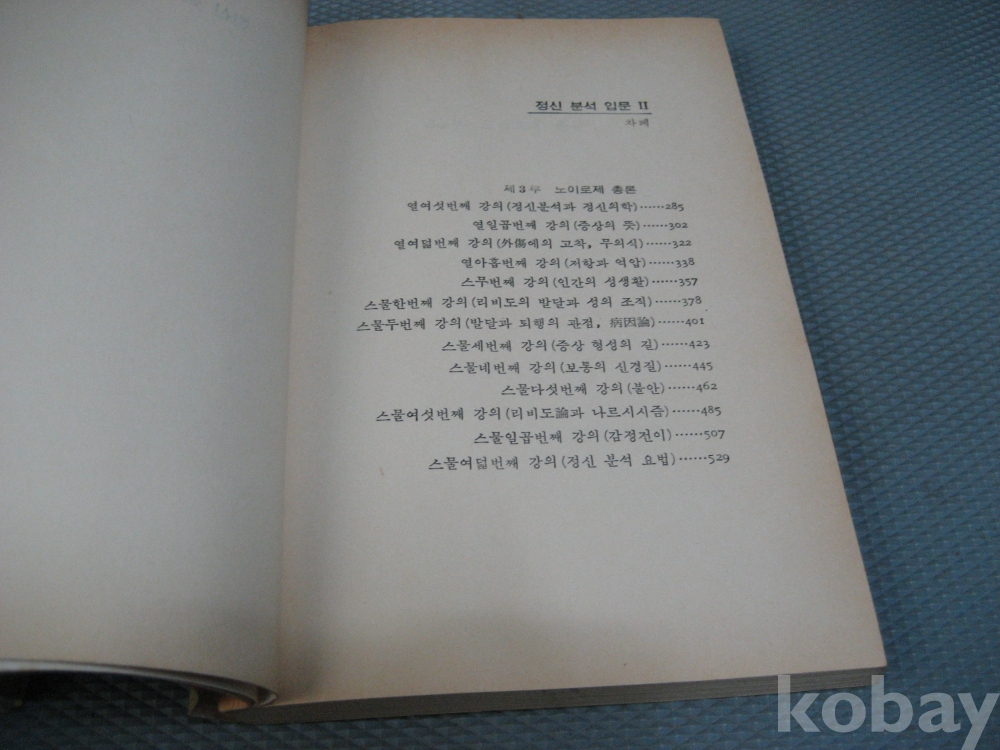 정신 분석 입문 II
차례
제3부 노이로제 총론
열여섯번째 강의(정신분석과 정신의학)……285
열일곱번째 강의(증상의 뜻)……302
열여덟번째 강의(外傷에의 고착, 무의식)……322
열아홉번째 강의(저항과 억압)……338
스무번째 강의(인간의 성생활)……357
스물한번째 강의(리비도의 발달과 성의 조직)……378
스물두번째 강의(발달과 퇴행의 관점, 病因論)……401
스물세번째 강의(증상 형성의 길)……423
스물네번째 강의(보통의 신경질)……445
스물다섯번째 강의(불안)……462
스물여섯번째 강의(리비도論과 나르시시즘)……485
스물일곱번째 강의(감정전이)……507
스물여덟번째 강의(정신 분석 요법)……529
kobay